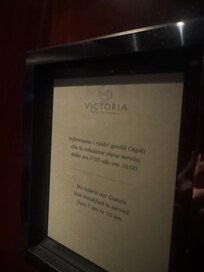 VICTORIA
Informiamo i nostri gentili Ospiti
che la colazione viene servita
dalle ore 7:00 alle ore 10:00
We inform our Guests
that breakfast is served
from 7 am to 10 am